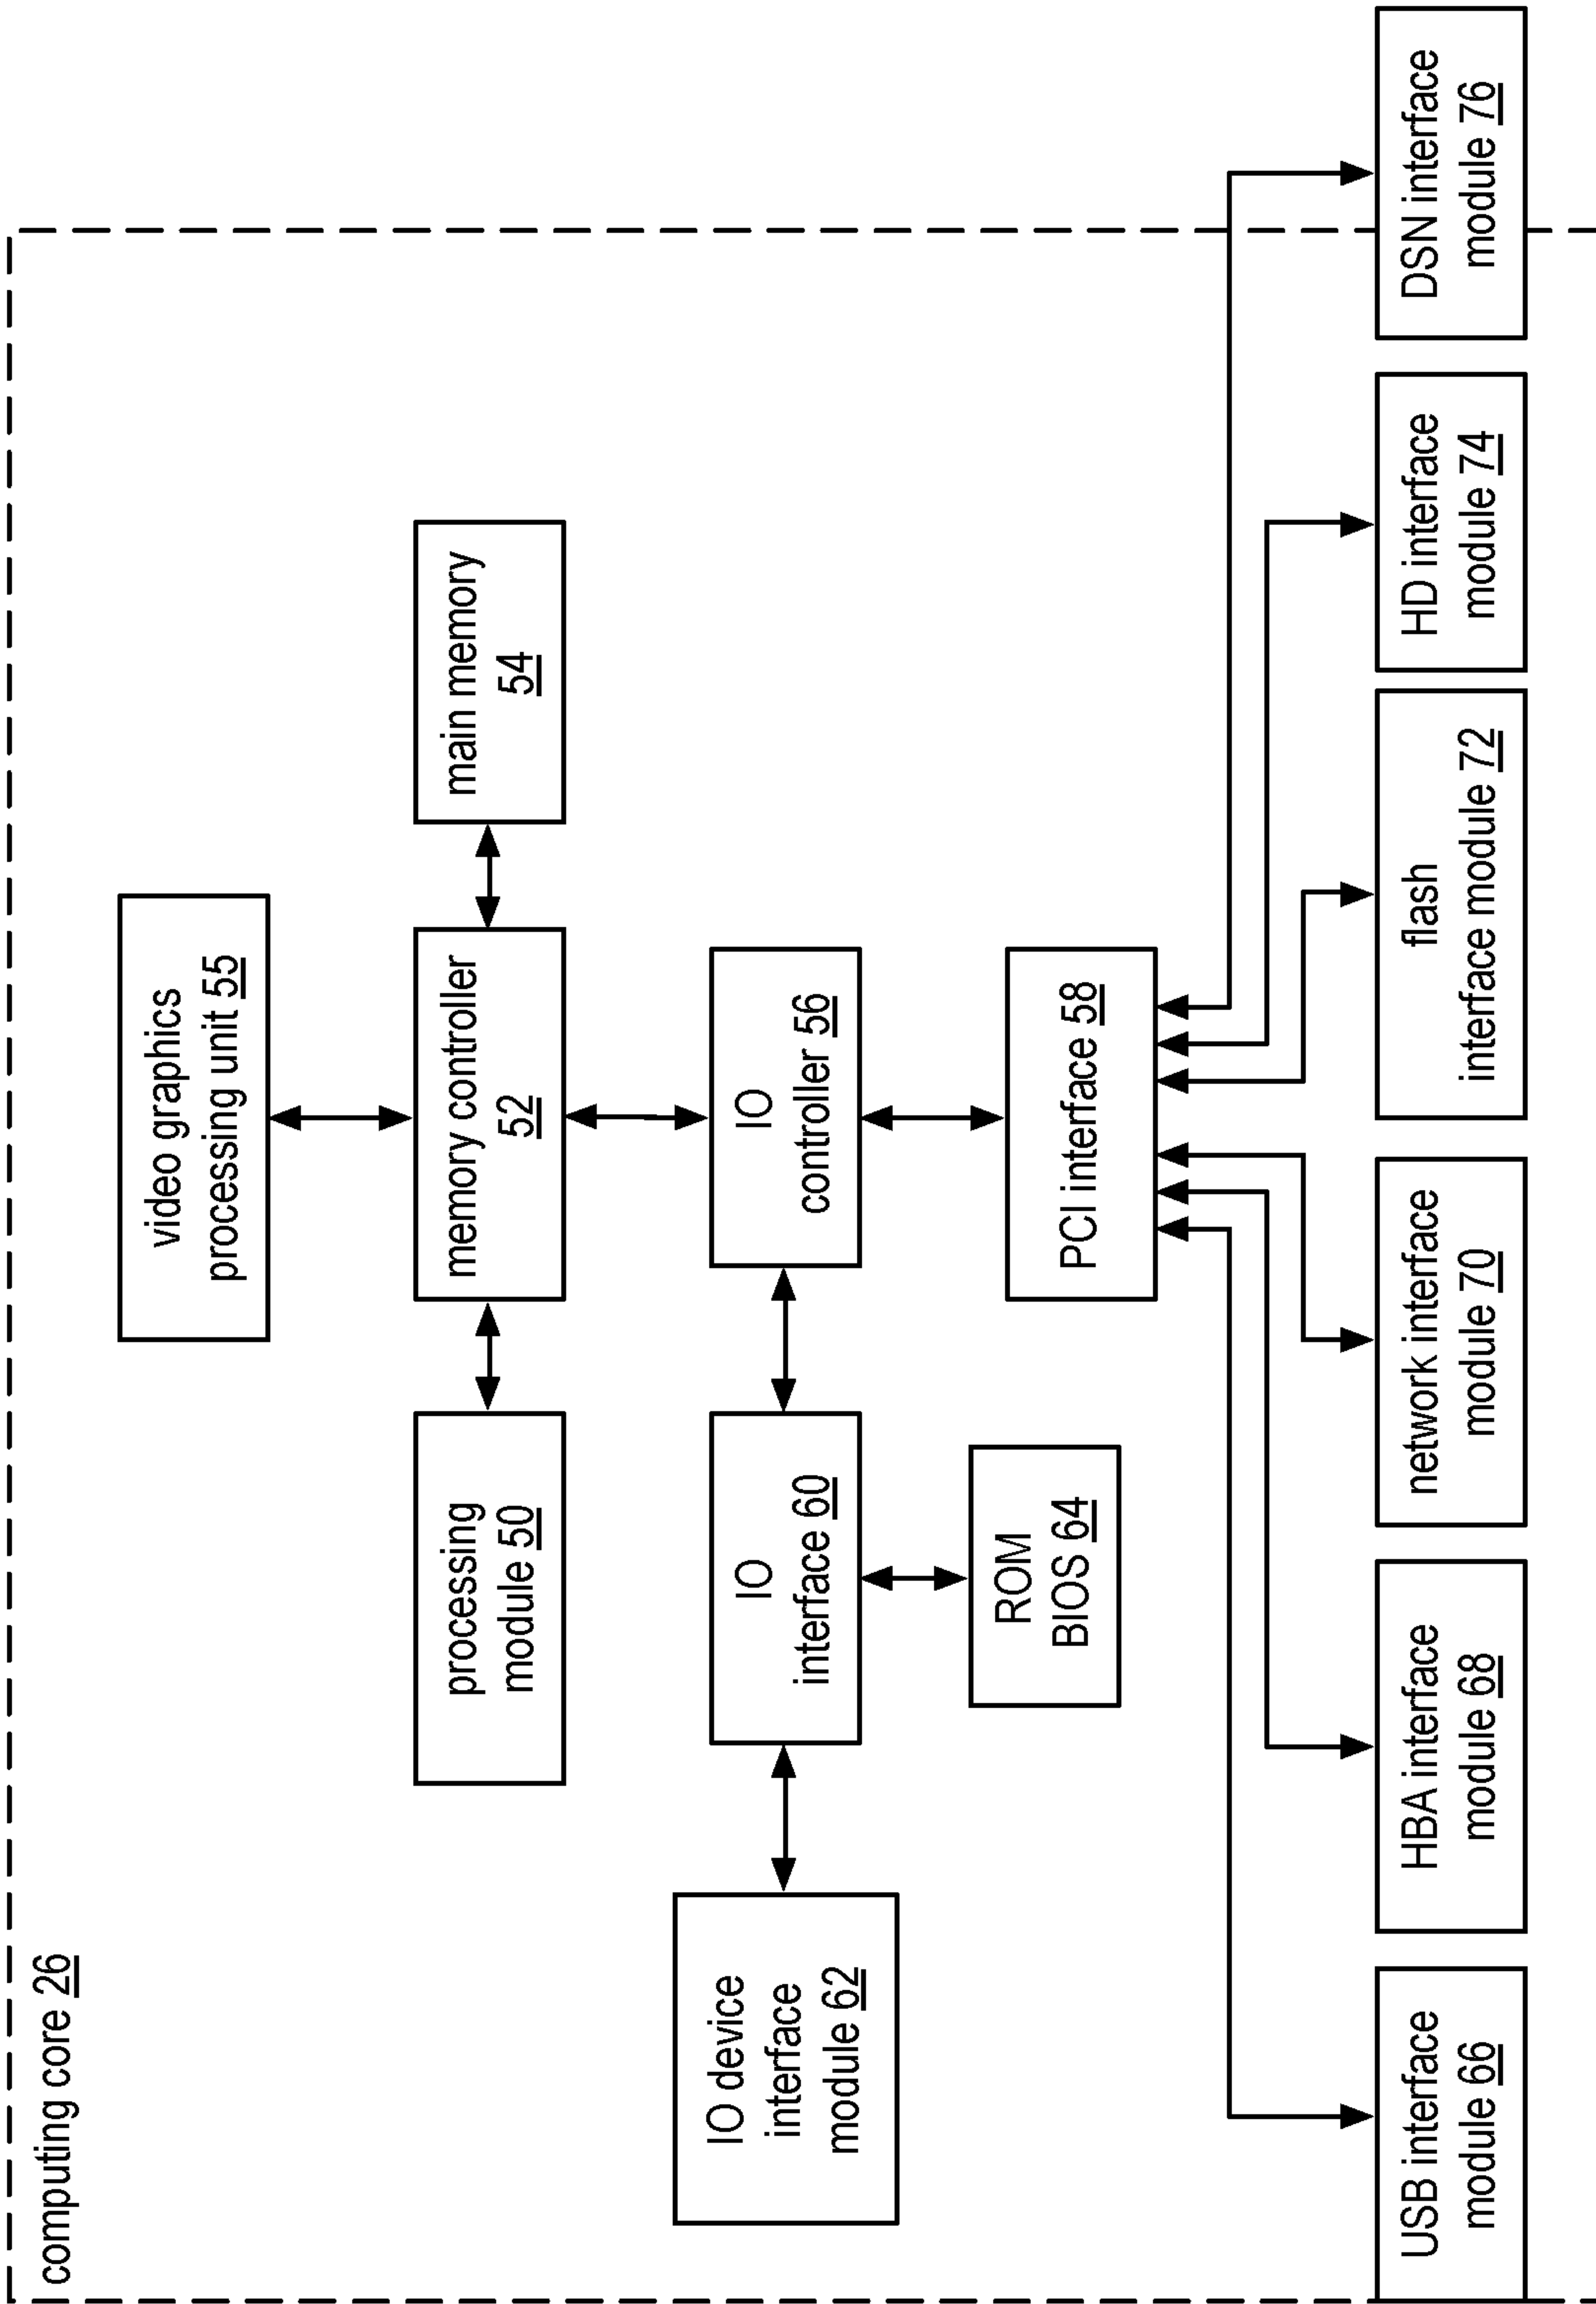 computing core 26
video graphics
processing unit 55
processing
module 50
memory controller
52
main memory
54
IO device
interface
module 62
IO
interface 60
IO
controller 56
ROM
BIOS 64
PCI interface 58
USB interface
module 66
HBA interface
module 68
network interface
module 70
flash
interface module 72
HD interface
module 74
DSN interface
module 76